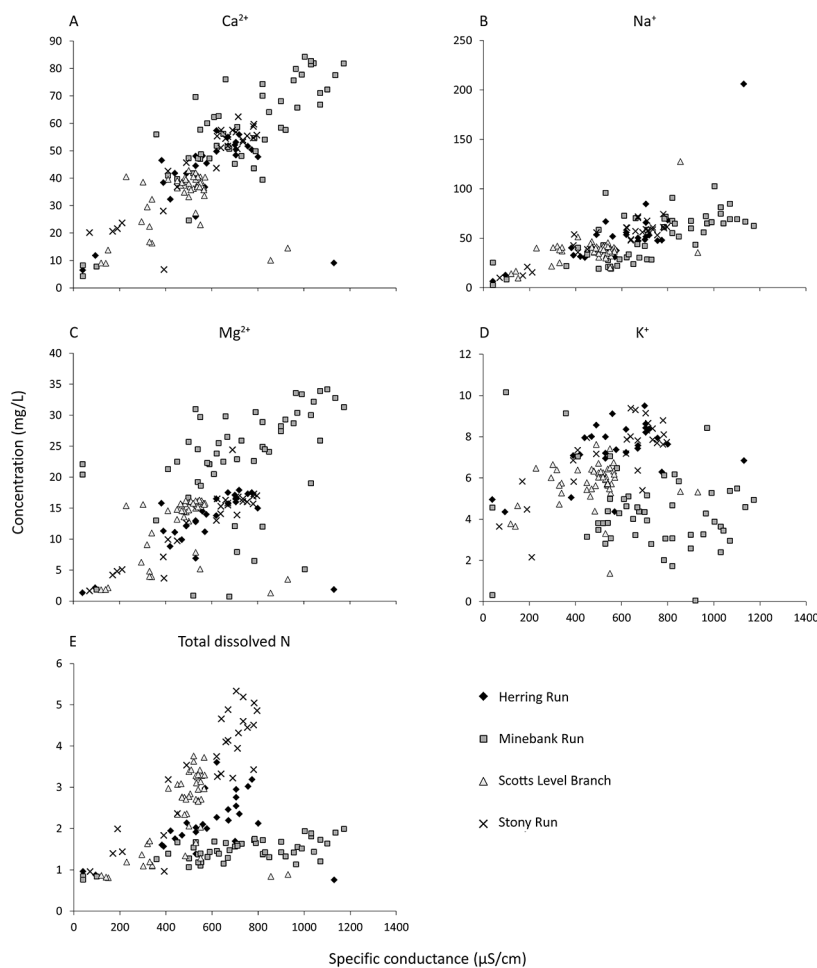 A
Ca2+
90
80
70
60
50
40
30
20
10
0
B
Na+
250
200
150
100
50
0
C
Mg2+
40
35
30
25
20
15
10
5
0
D
K+
12
10
8
6
4
2
0
0 200 400 600 800 1000 1200 1400
E
Total dissolved N
6
5
4
3
2
1
0
0 200 400 600 800 1000 1200 1400
Concentration (mg/L)
Specific conductance (µS/cm)
Herring Run
Minebank Run
Scotts Level Branch
Stony Run